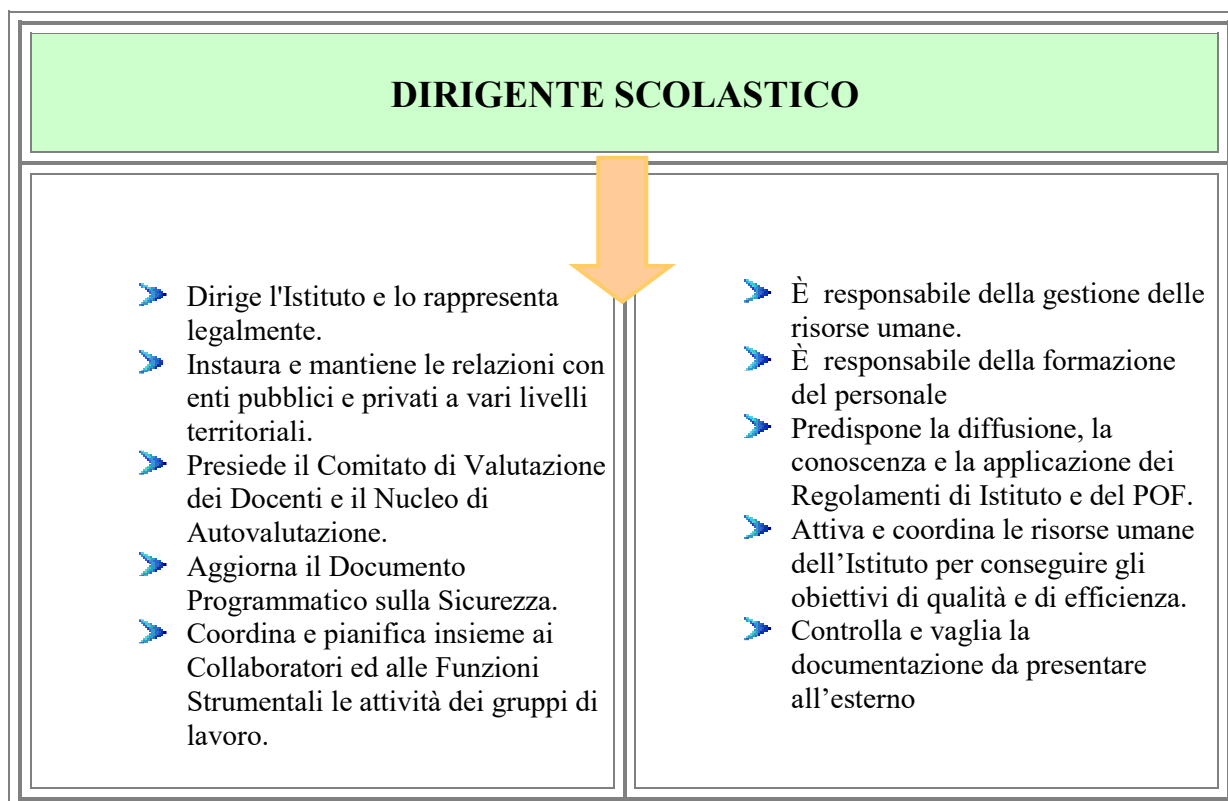 DIRIGENTE SCOLASTICO
Dirige l'Istituto e lo rappresenta
legalmente.
Instaura e mantiene le relazioni con
enti pubblici e privati a vari livelli
territoriali.
Presiede il Comitato di Valutazione
dei Docenti e il Nucleo di
Autovalutazione.
Aggiorna il Documento
Programmatico sulla Sicurezza.
Coordina e pianifica insieme ai
Collaboratori ed alle Funzioni
Strumentali le attività dei gruppi di
lavoro.
È responsabile della gestione delle
risorse umane.
È responsabile della formazione
del personale
Predispone la diffusione, la
conoscenza e la applicazione dei
Regolamenti di Istituto e del POF.
Attiva e coordina le risorse umane
dell’Istituto per conseguire gli
obiettivi di qualità e di efficienza.
Controlla e vaglia la
documentazione da presentare
all’esterno